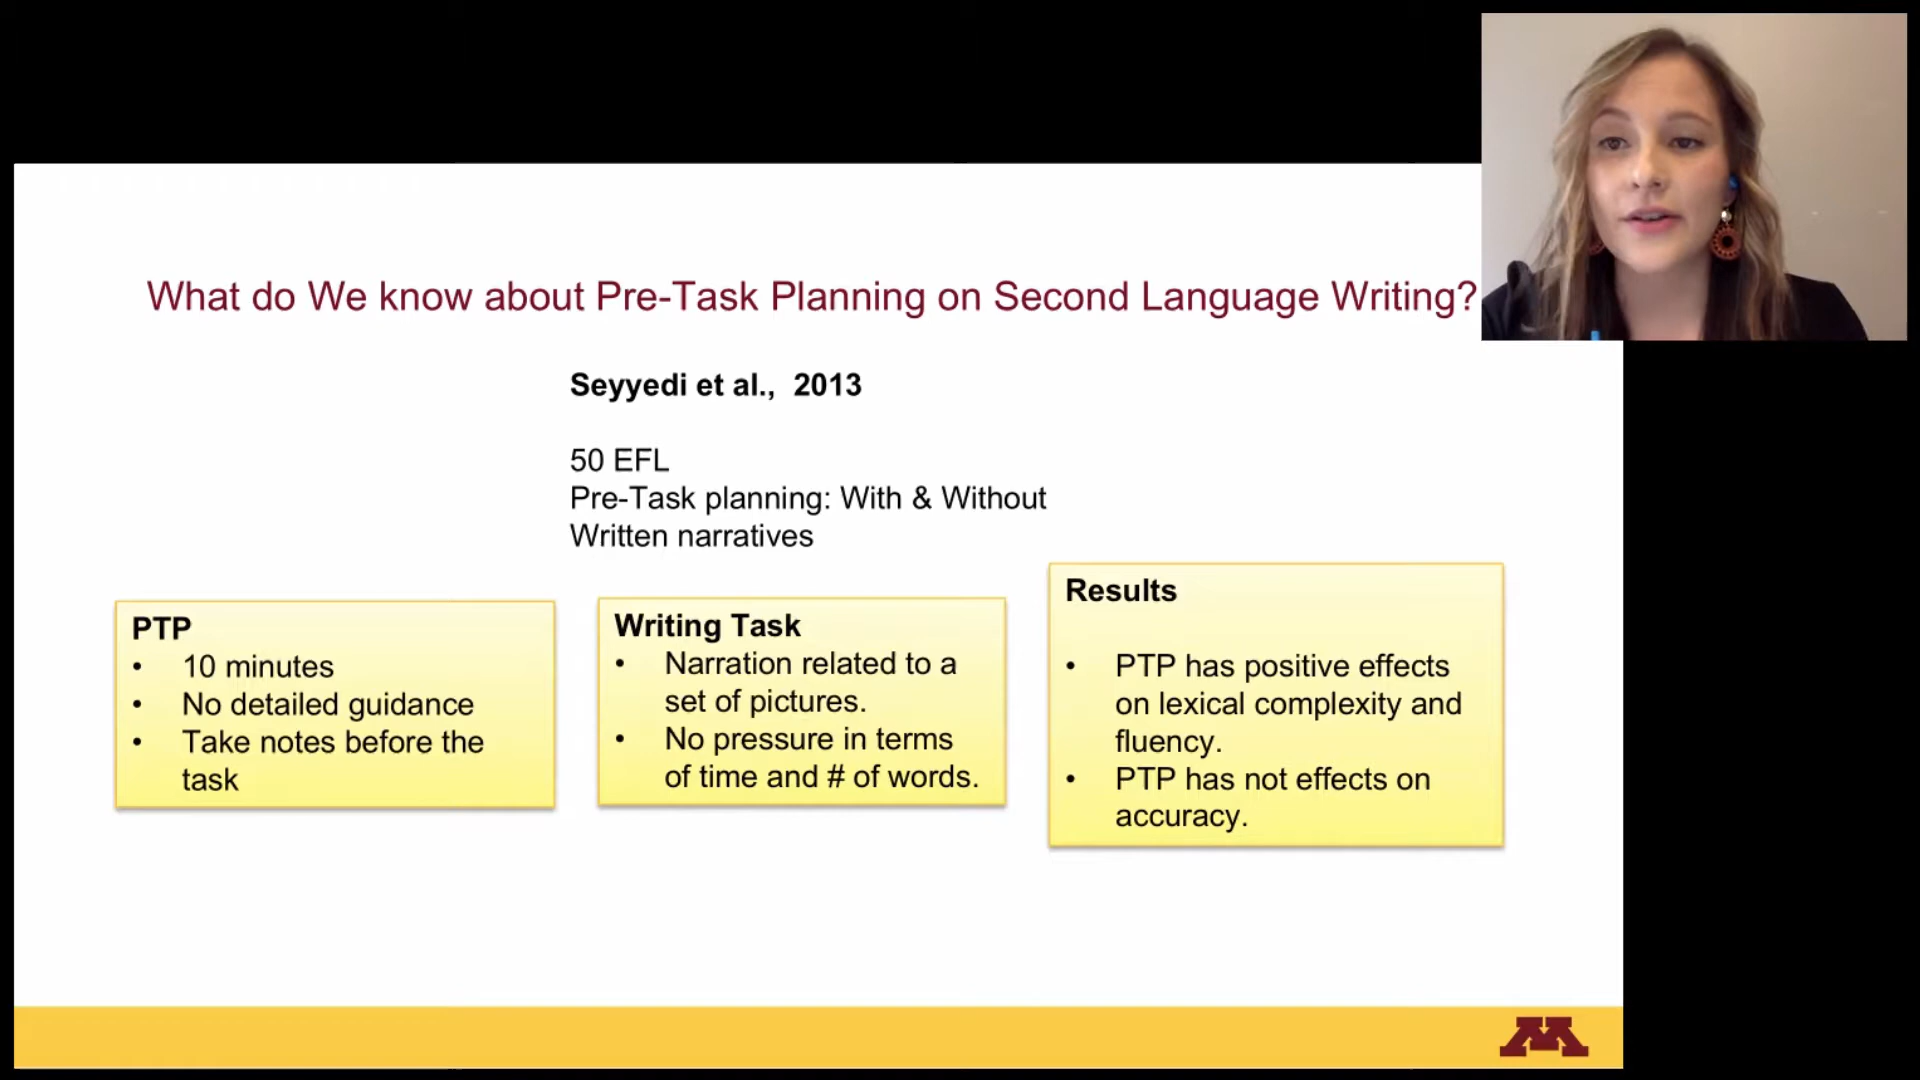 What do We know about Pre-Task Planning on Second Language Writing?
Seyyedi et al., 2013
50 EFL
Pre-Task planning: With & Without
Written narratives
PTP
• 10 minutes
• No detailed guidance
• Take notes before the
task
Writing Task
• Narration related to a
set of pictures.
• No pressure in terms
of time and # of words.
Results
• PTP has positive effects
on lexical complexity and
fluency.
• PTP has not effects on
accuracy.
M